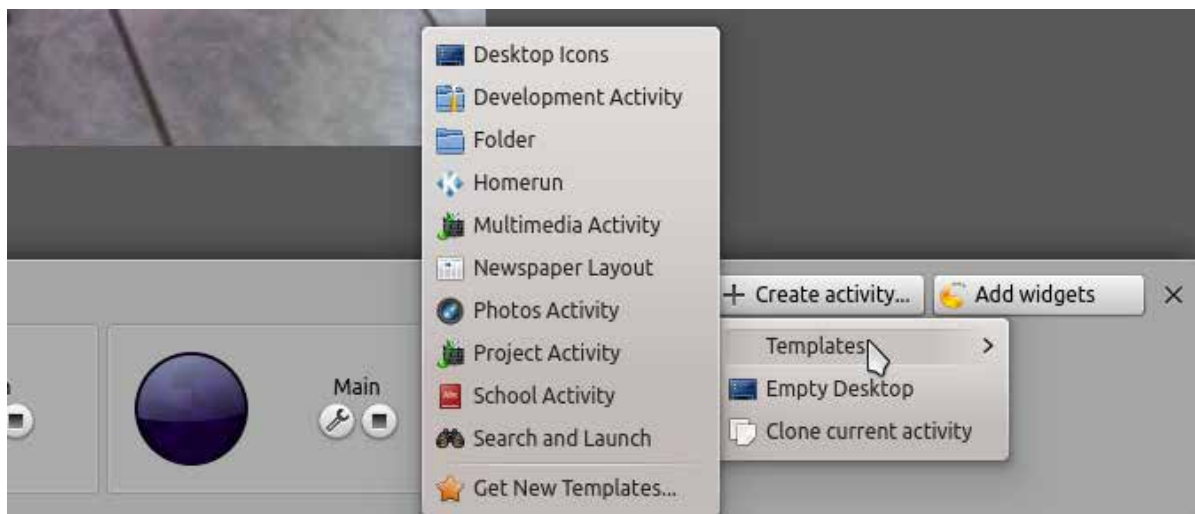 Desktop Icons
Development Activity
Folder
Homerun
Multimedia Activity
Newspaper Layout
Photos Activity
Project Activity
School Activity
Search and Launch
Get New Templates...
Create activity...
Add widgets
Templates
Empty Desktop
Clone current activity
Main